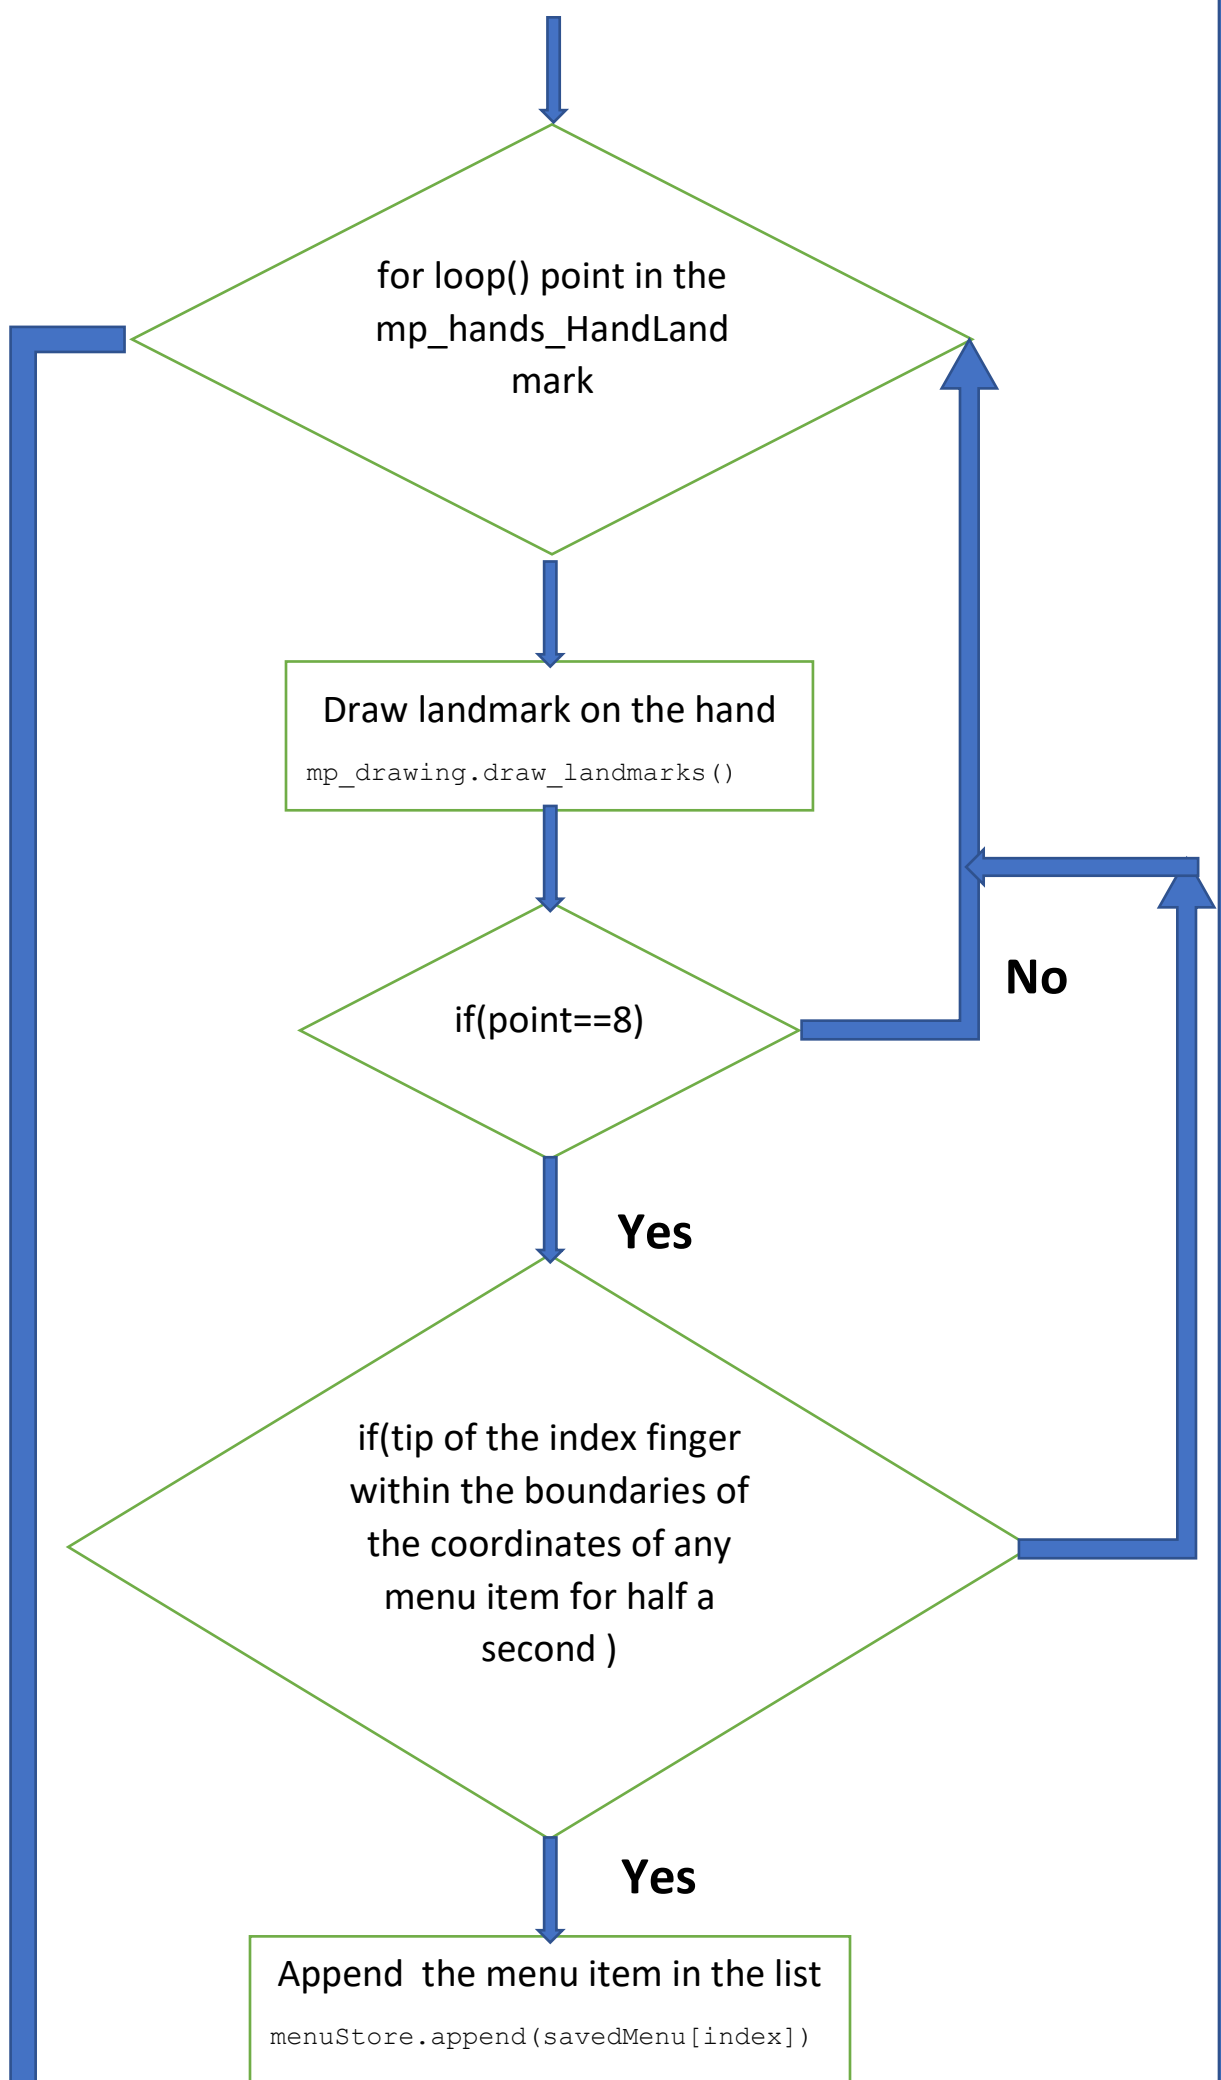 for loop() point in the
mp_hands_HandLand
mark
Draw landmark on the hand
mp_drawing.draw_landmarks()
No
if(point==8)
Yes
if(tip of the index finger
within the boundaries of
the coordinates of any
menu item for half a
second )
Yes
Append  the menu item in the list
menuStore.append(savedMenu[index])